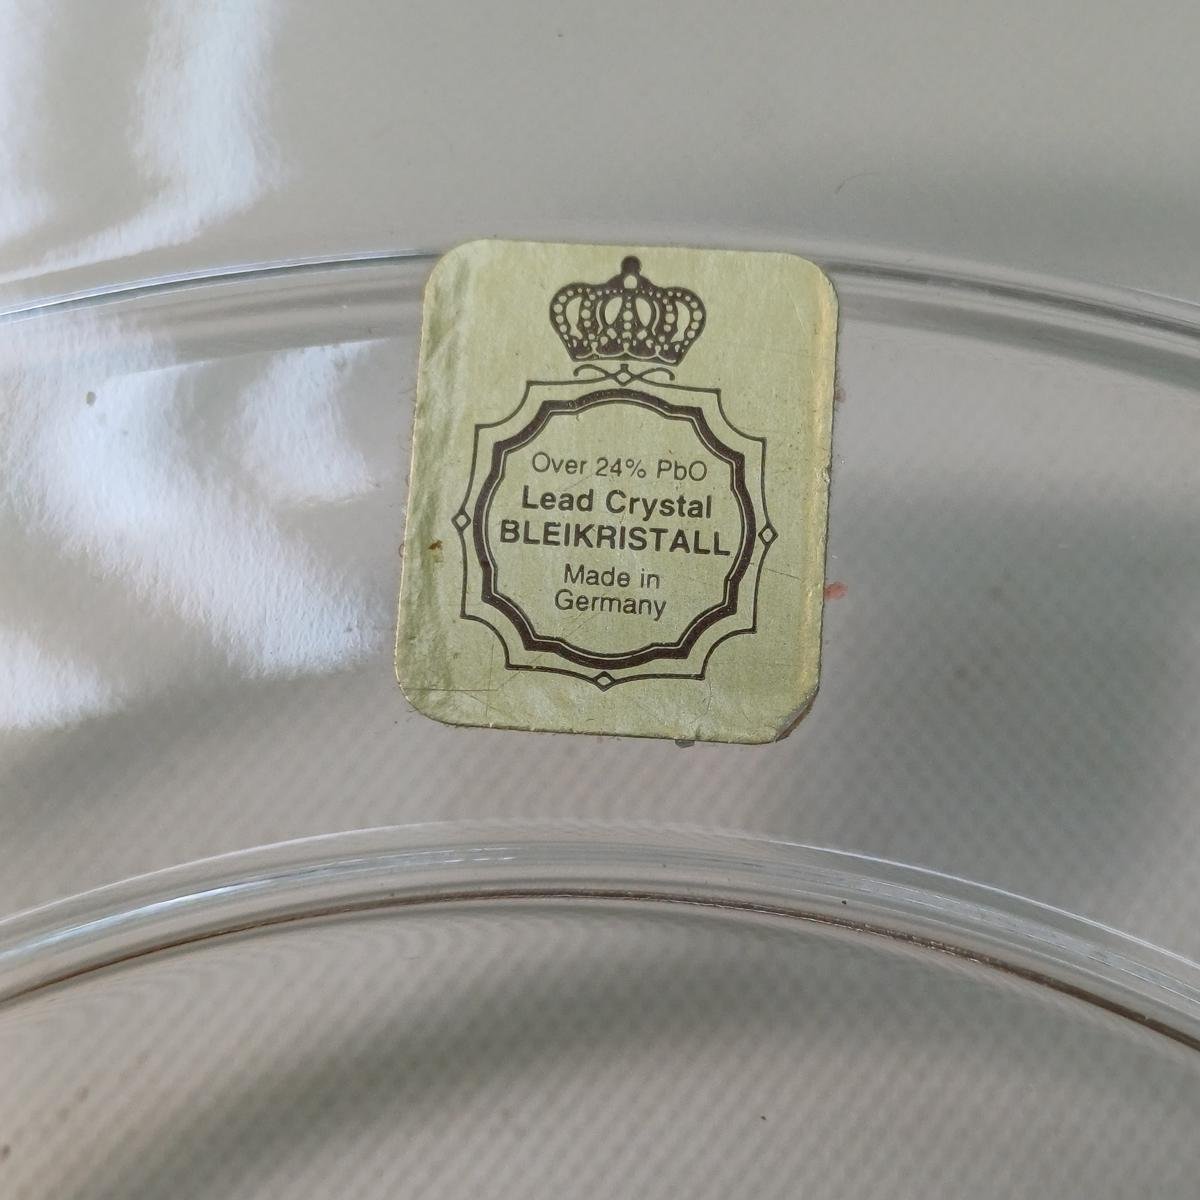 Over 24% PbO
Lead Crystal
BLEIKRISTALL
Made in
Germany